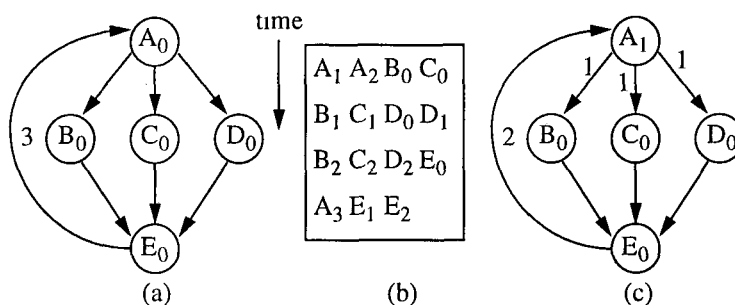 A0
B0
C0
D0
3
E0
(a)
time
A1 A2 B0 C0
B1 C1 D0 D1
B2 C2 D2 E0
A3 E1 E2
(b)
A1
1
1
1
B0
C0
D0
2
E0
(c)